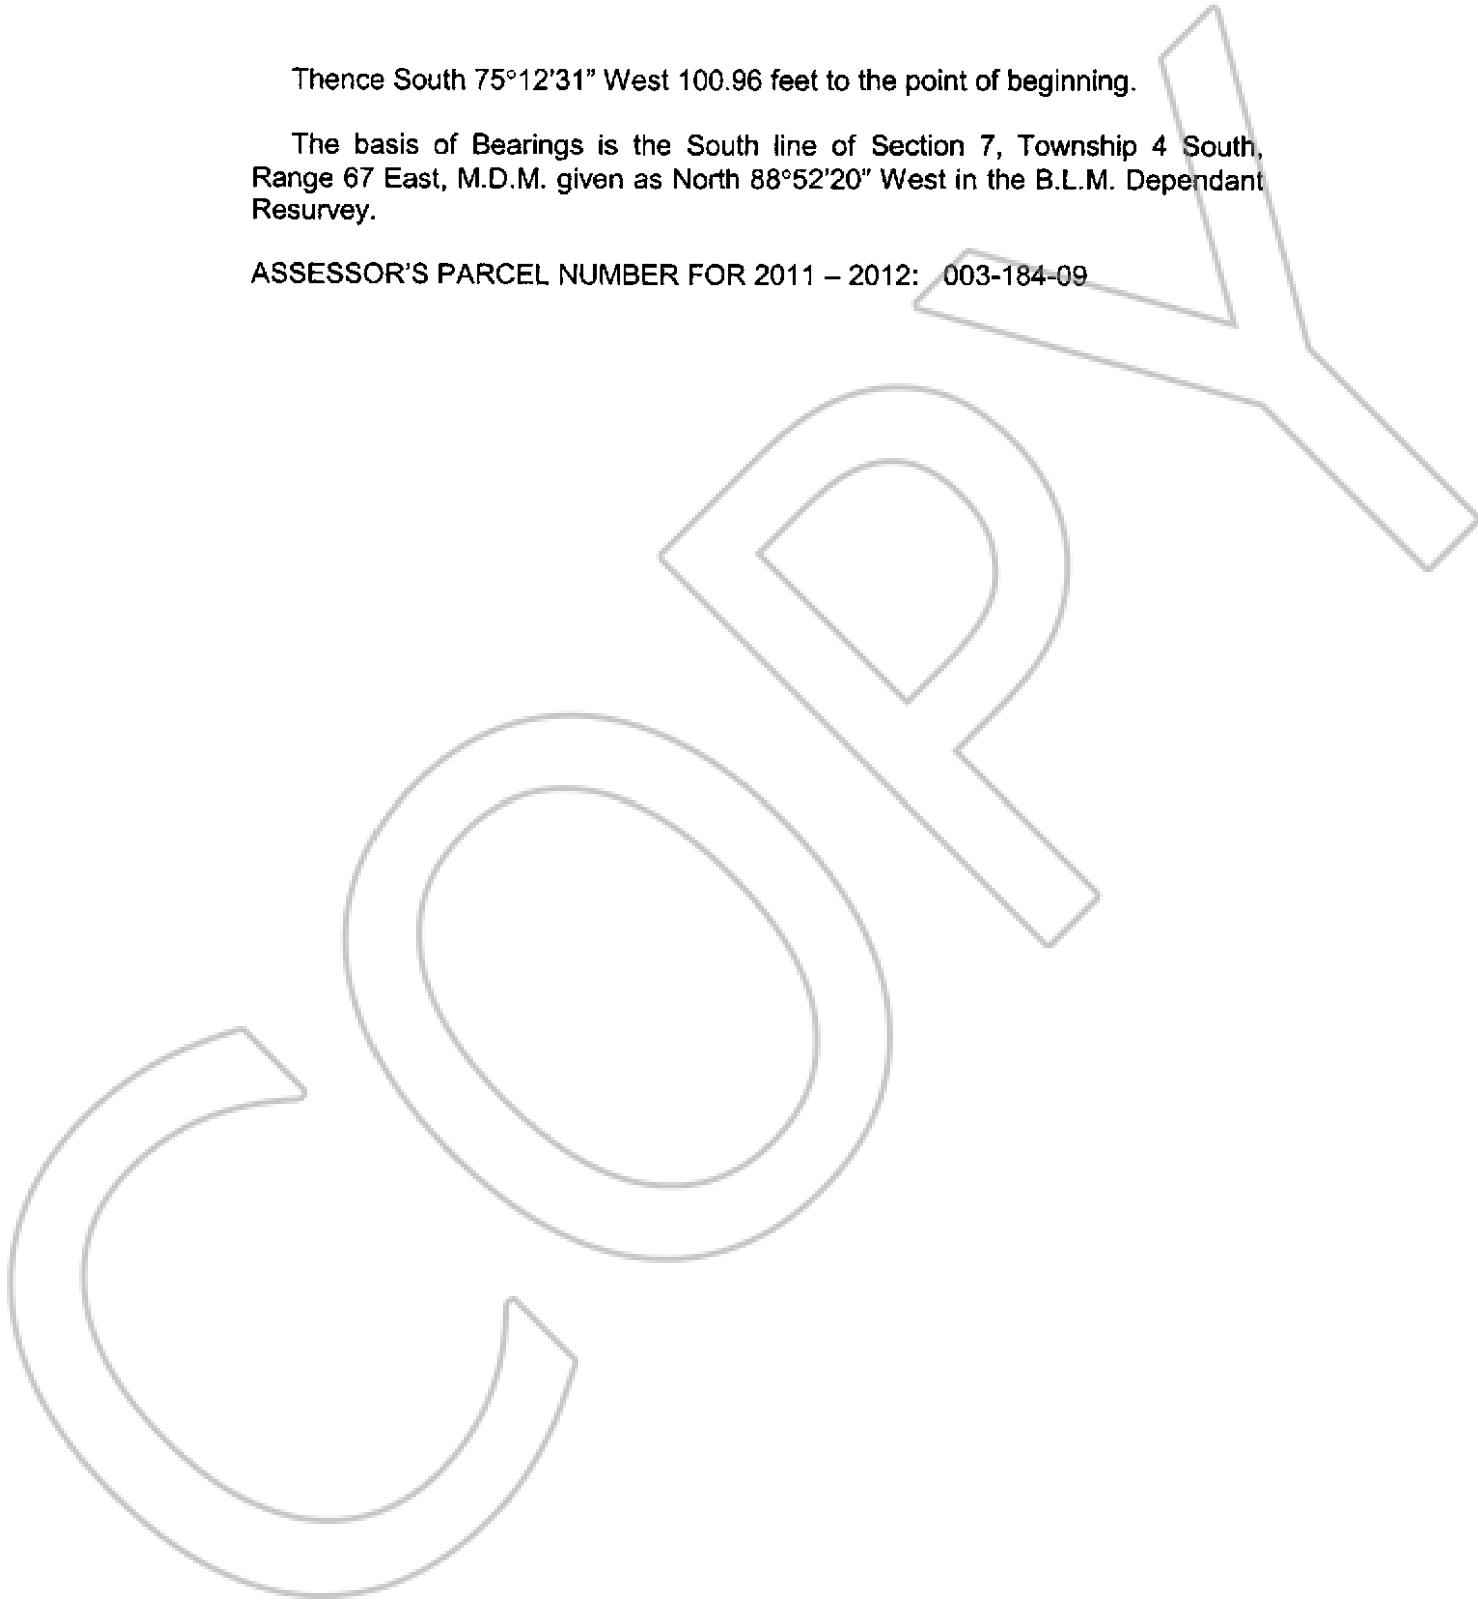 Thence South 75°12'31" West 100.96 feet to the point of beginning.
The basis of Bearings is the South line of Section 7, Township 4 South,
Range 67 East, M.D.M. given as North 88°52'20" West in the B.L.M. Dependant
Resurvey.
ASSESSOR'S PARCEL NUMBER FOR 2011 – 2012: 003-184-09
COPY